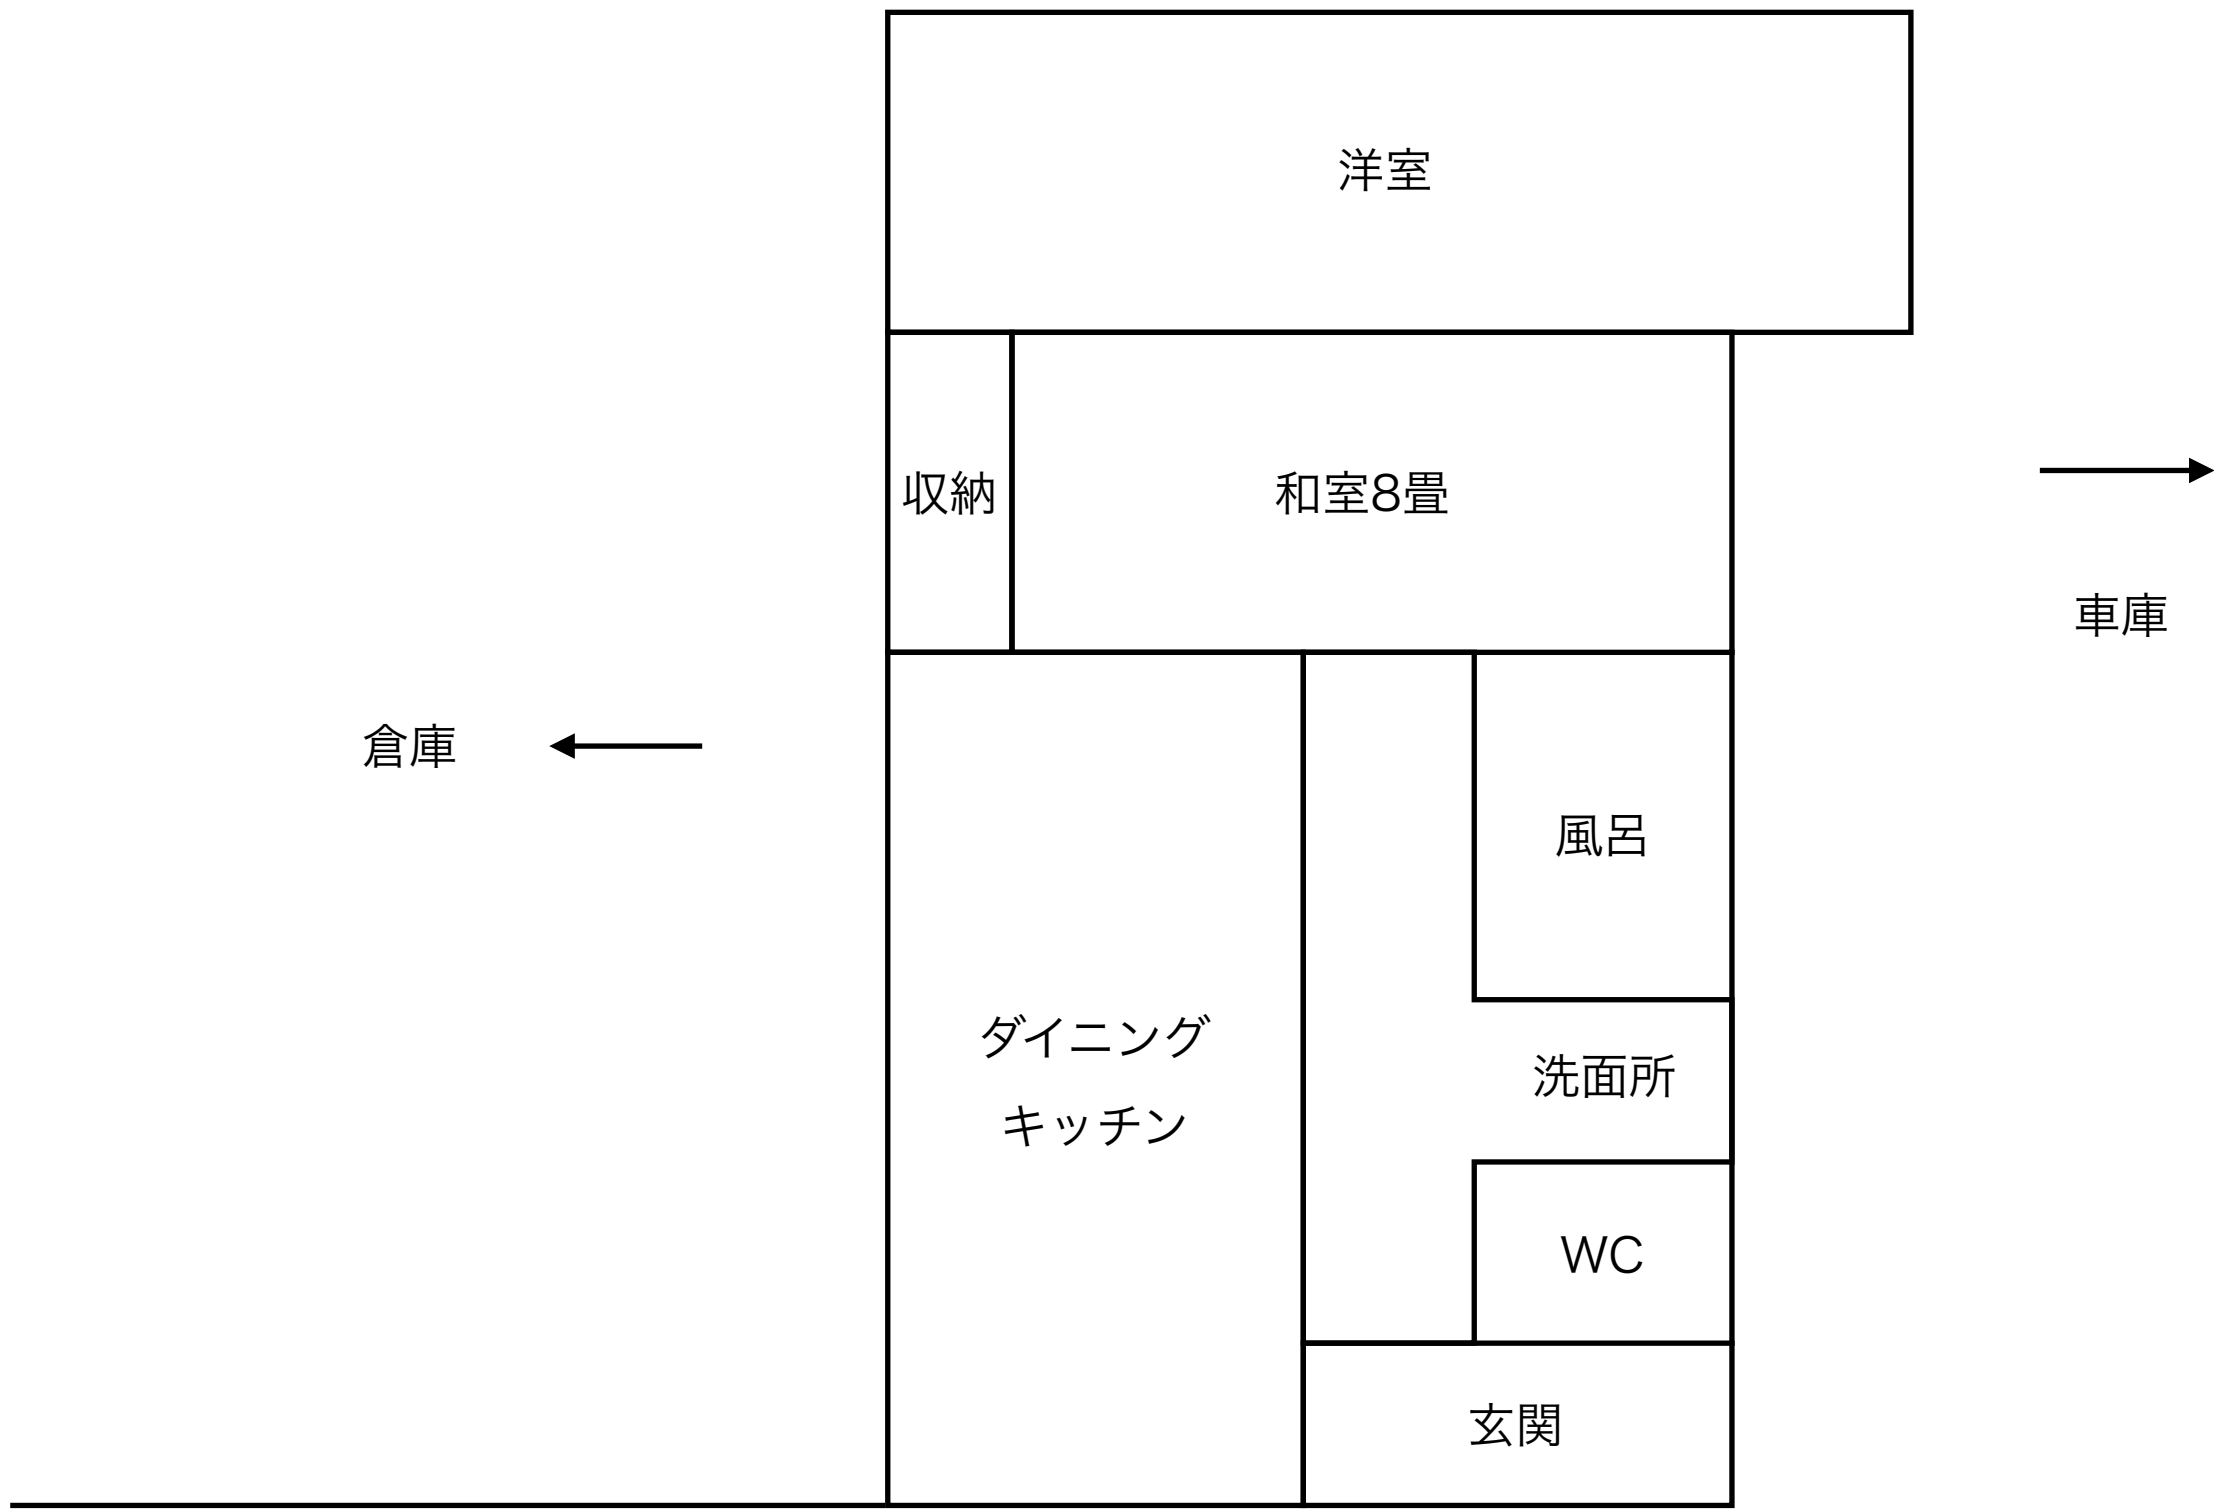 洋室
収納
和室8畳
車庫
倉庫
風呂
ダイニング
キッチン
洗面所
WC
玄関